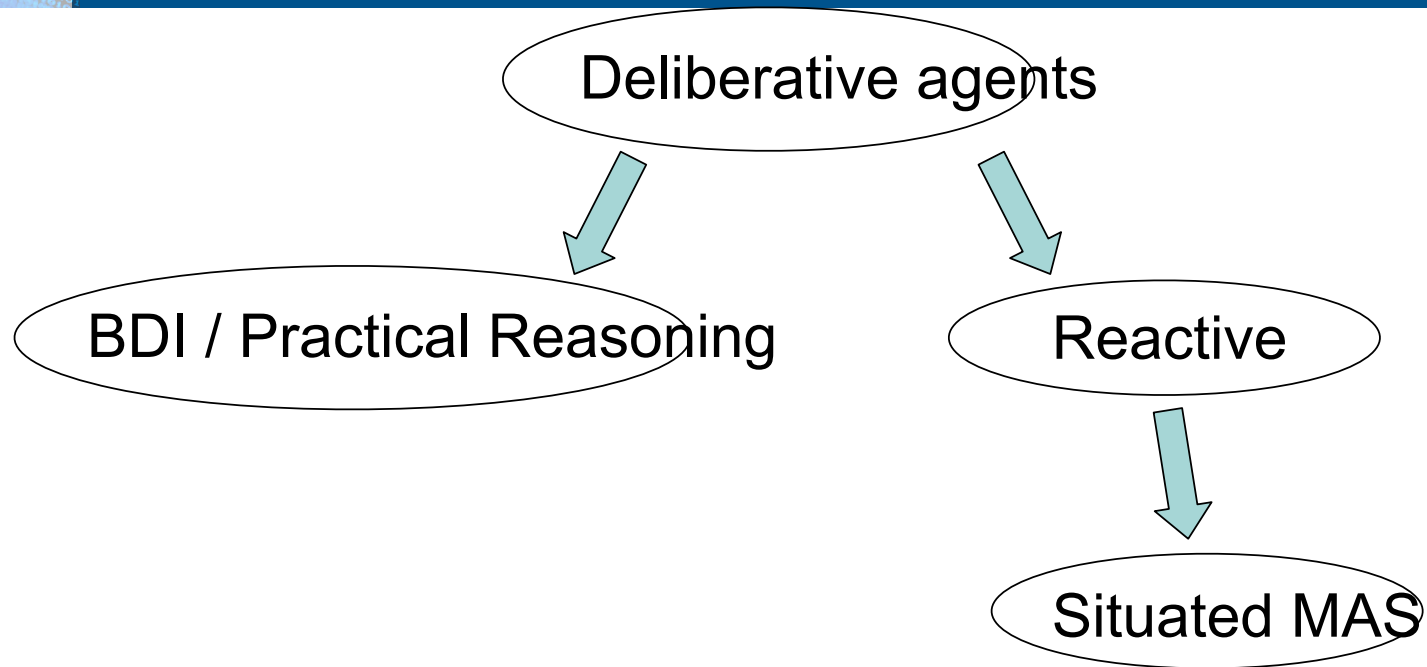 Deliberative agents
BDI / Practical Reasoning
Reactive
Situated MAS